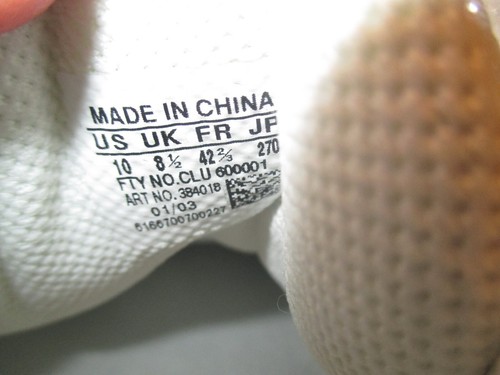 MADE IN CHINA
US UK FR JP
10 8½ 42⅔ 270
FTY NO.CLU 600001
ART NO. 384018
01/03
6166700700227